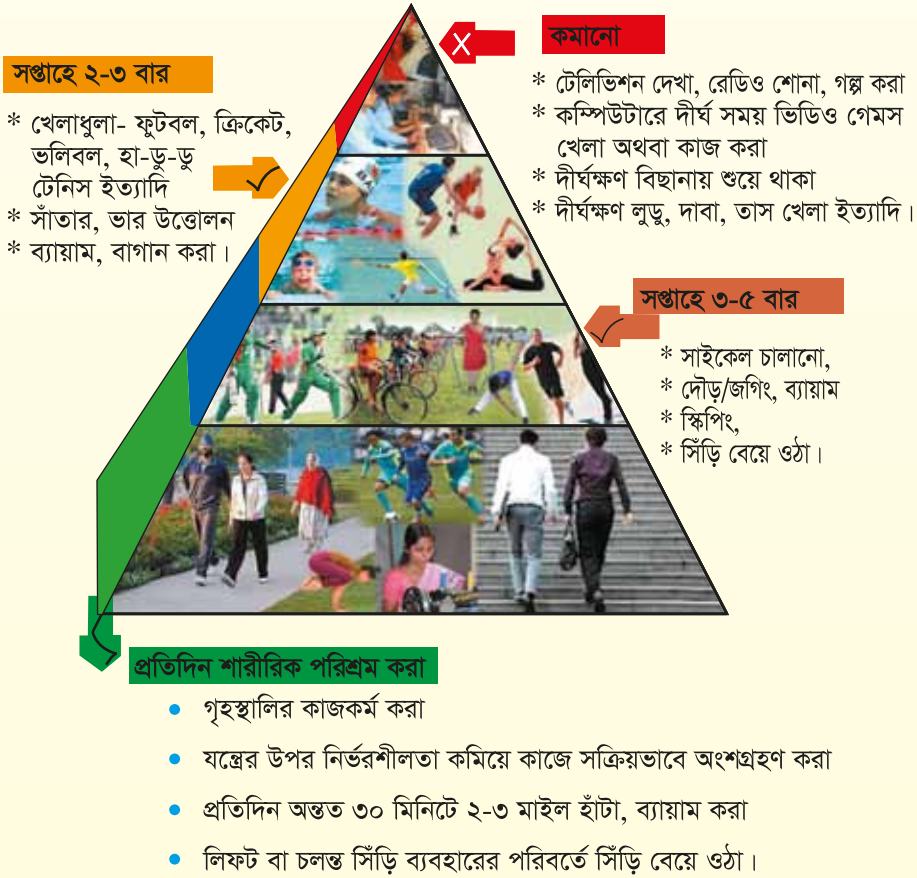 কমানো
* টেলিভিশন দেখা, রেডিও শোনা, গল্প করা
* কম্পিউটারে দীর্ঘ সময় ভিডিও গেমস
খেলা অথবা কাজ করা
* দীর্ঘক্ষণ বিছানায় শুয়ে থাকা
* দীর্ঘক্ষণ লুডু, দাবা, তাস খেলা ইত্যাদি।
সপ্তাহে ২-৩ বার
* খেলাধুলা- ফুটবল, ক্রিকেট,
ভলিবল, হা-ডু-ডু
টেনিস ইত্যাদি
* সাঁতার, ভার উত্তোলন
* ব্যায়াম, বাগান করা।
সপ্তাহে ৩-৫ বার
* সাইকেল চালানো,
* দৌড়/জগিং, ব্যায়াম
* স্কিপিং,
* সিঁড়ি বেয়ে ওঠা।
প্রতিদিন শারীরিক পরিশ্রম করা
• গৃহস্থালির কাজকর্ম করা
• যন্ত্রের উপর নির্ভরশীলতা কমিয়ে কাজে সক্রিয়ভাবে অংশগ্রহণ করা
• প্রতিদিন অন্তত ৩০ মিনিটে ২-৩ মাইল হাঁটা, ব্যায়াম করা
• লিফট বা চলন্ত সিঁড়ি ব্যবহারের পরিবর্তে সিঁড়ি বেয়ে ওঠা।